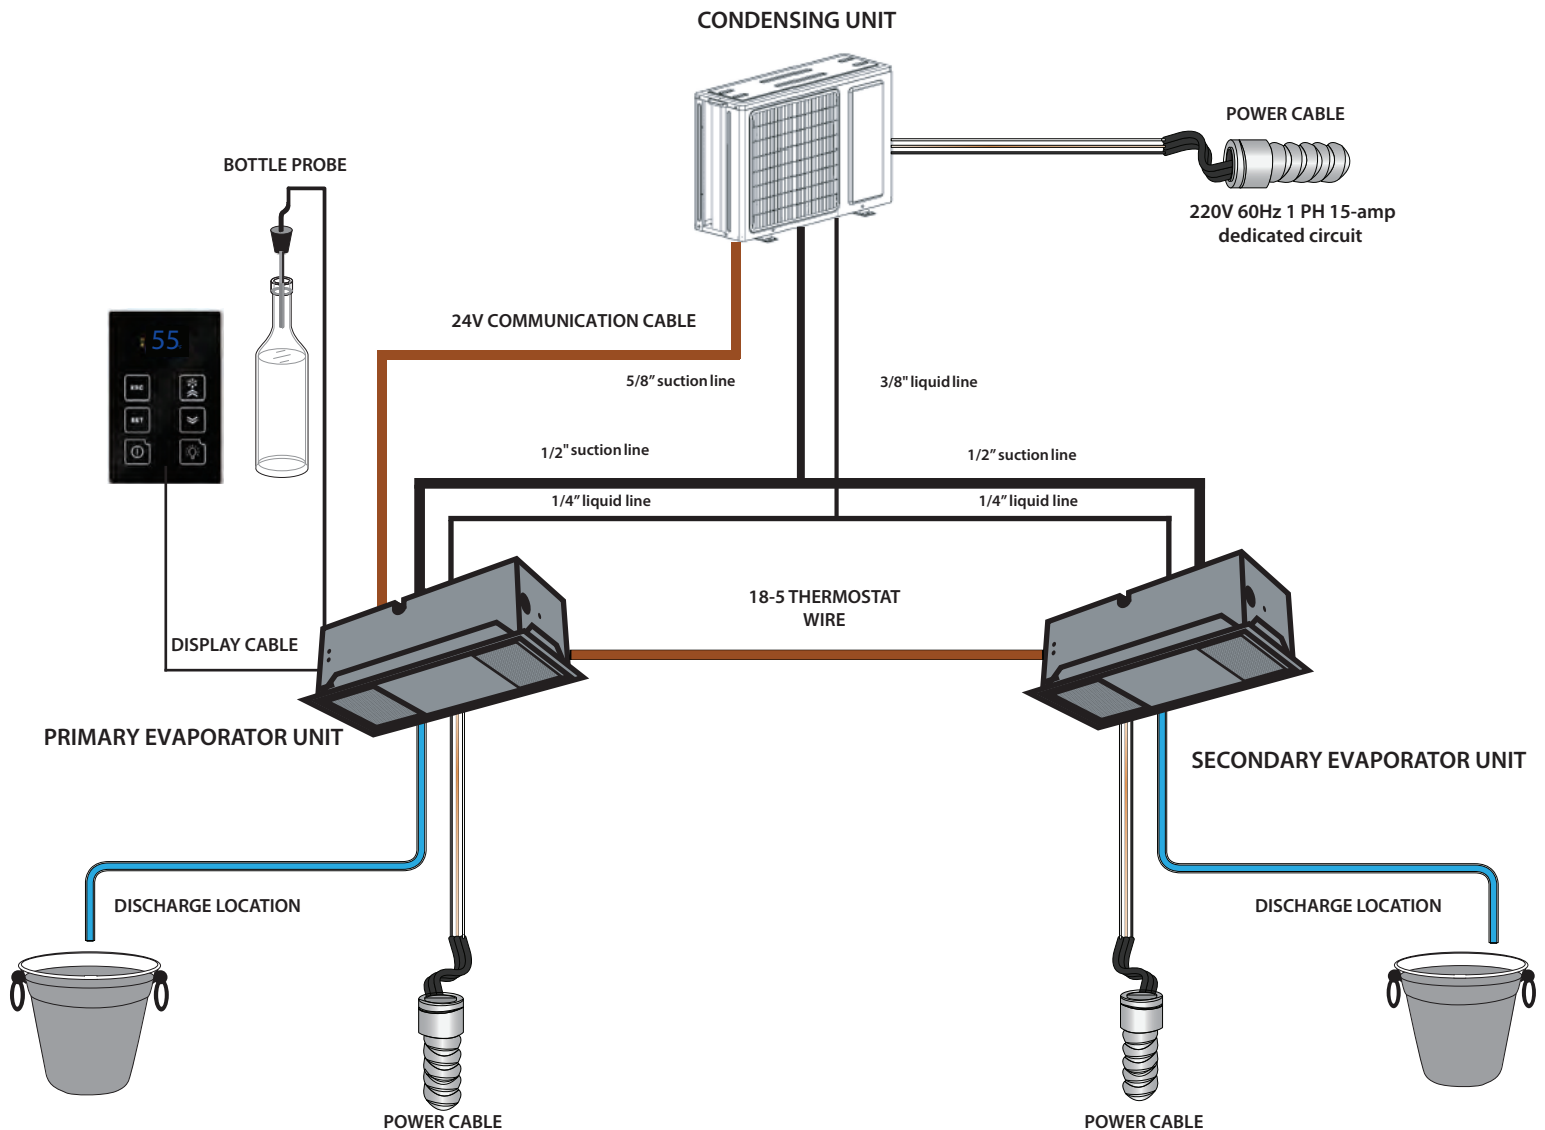 CONDENSING UNIT
POWER CABLE
BOTTLE PROBE
220V 60Hz 1 PH 15-amp
dedicated circuit
24V COMMUNICATION CABLE
55
5/8" suction line
3/8" liquid line
ESC
SET
1/2" suction line
1/2" suction line
1/4" liquid line
1/4" liquid line
18-5 THERMOSTAT
WIRE
DISPLAY CABLE
PRIMARY EVAPORATOR UNIT
SECONDARY EVAPORATOR UNIT
DISCHARGE LOCATION
DISCHARGE LOCATION
POWER CABLE
POWER CABLE